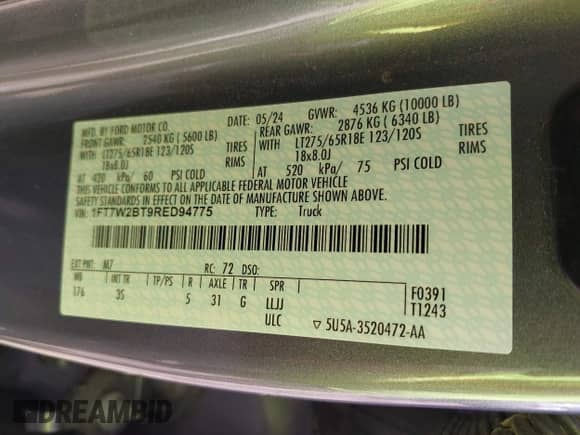 MFD. BY FORD MOTOR CO. DATE: 05/24 GVWR: 4536 KG (10000 LB)
FRONT GAWR: 2540 KG (5600 LB) REAR GAWR: 2876 KG (6340 LB)
WITH LT275/65R18E 123/120S TIRES WITH LT275/65R18E 123/120S TIRES
18x8.0J RIMS 18x8.0J RIMS
AT 420 kPa/ 60 PSI COLD AT 520 kPa/ 75 PSI COLD
THIS VEHICLE CONFORMS TO ALL APPLICABLE FEDERAL MOTOR VEHICLE
SAFETY STANDARDS IN EFFECT ON THE DATE OF MANUFACTURE SHOWN ABOVE.
VIN: 1FT7W2BT9RED94775 TYPE: Truck
EXT PNT: M7 RC: 72 DSO:
WB INT TR TP/PS R AXLE TR SPR
176 3S 5 31 G LLJJ
ULC
F0391
T1243
▽ 5U5A-3520472-AA
DREAMBID